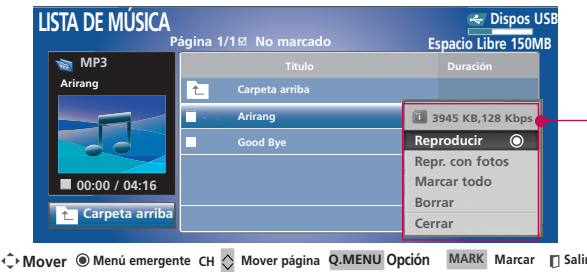 LISTA DE MÚSICA
Dispos USB
Página 1/1 No marcado
Espacio Libre 150MB
MP3
Arirang
00:00 / 04:16
Carpeta arriba
Título Duración
Carpeta arriba
Arirang
Good Bye
3945 KB,128 Kbps
Reproducir
Repr. con fotos
Marcar todo
Borrar
Cerrar
Mover Menú emergente CH Mover página Q.MENU Opción MARK Marcar Salir